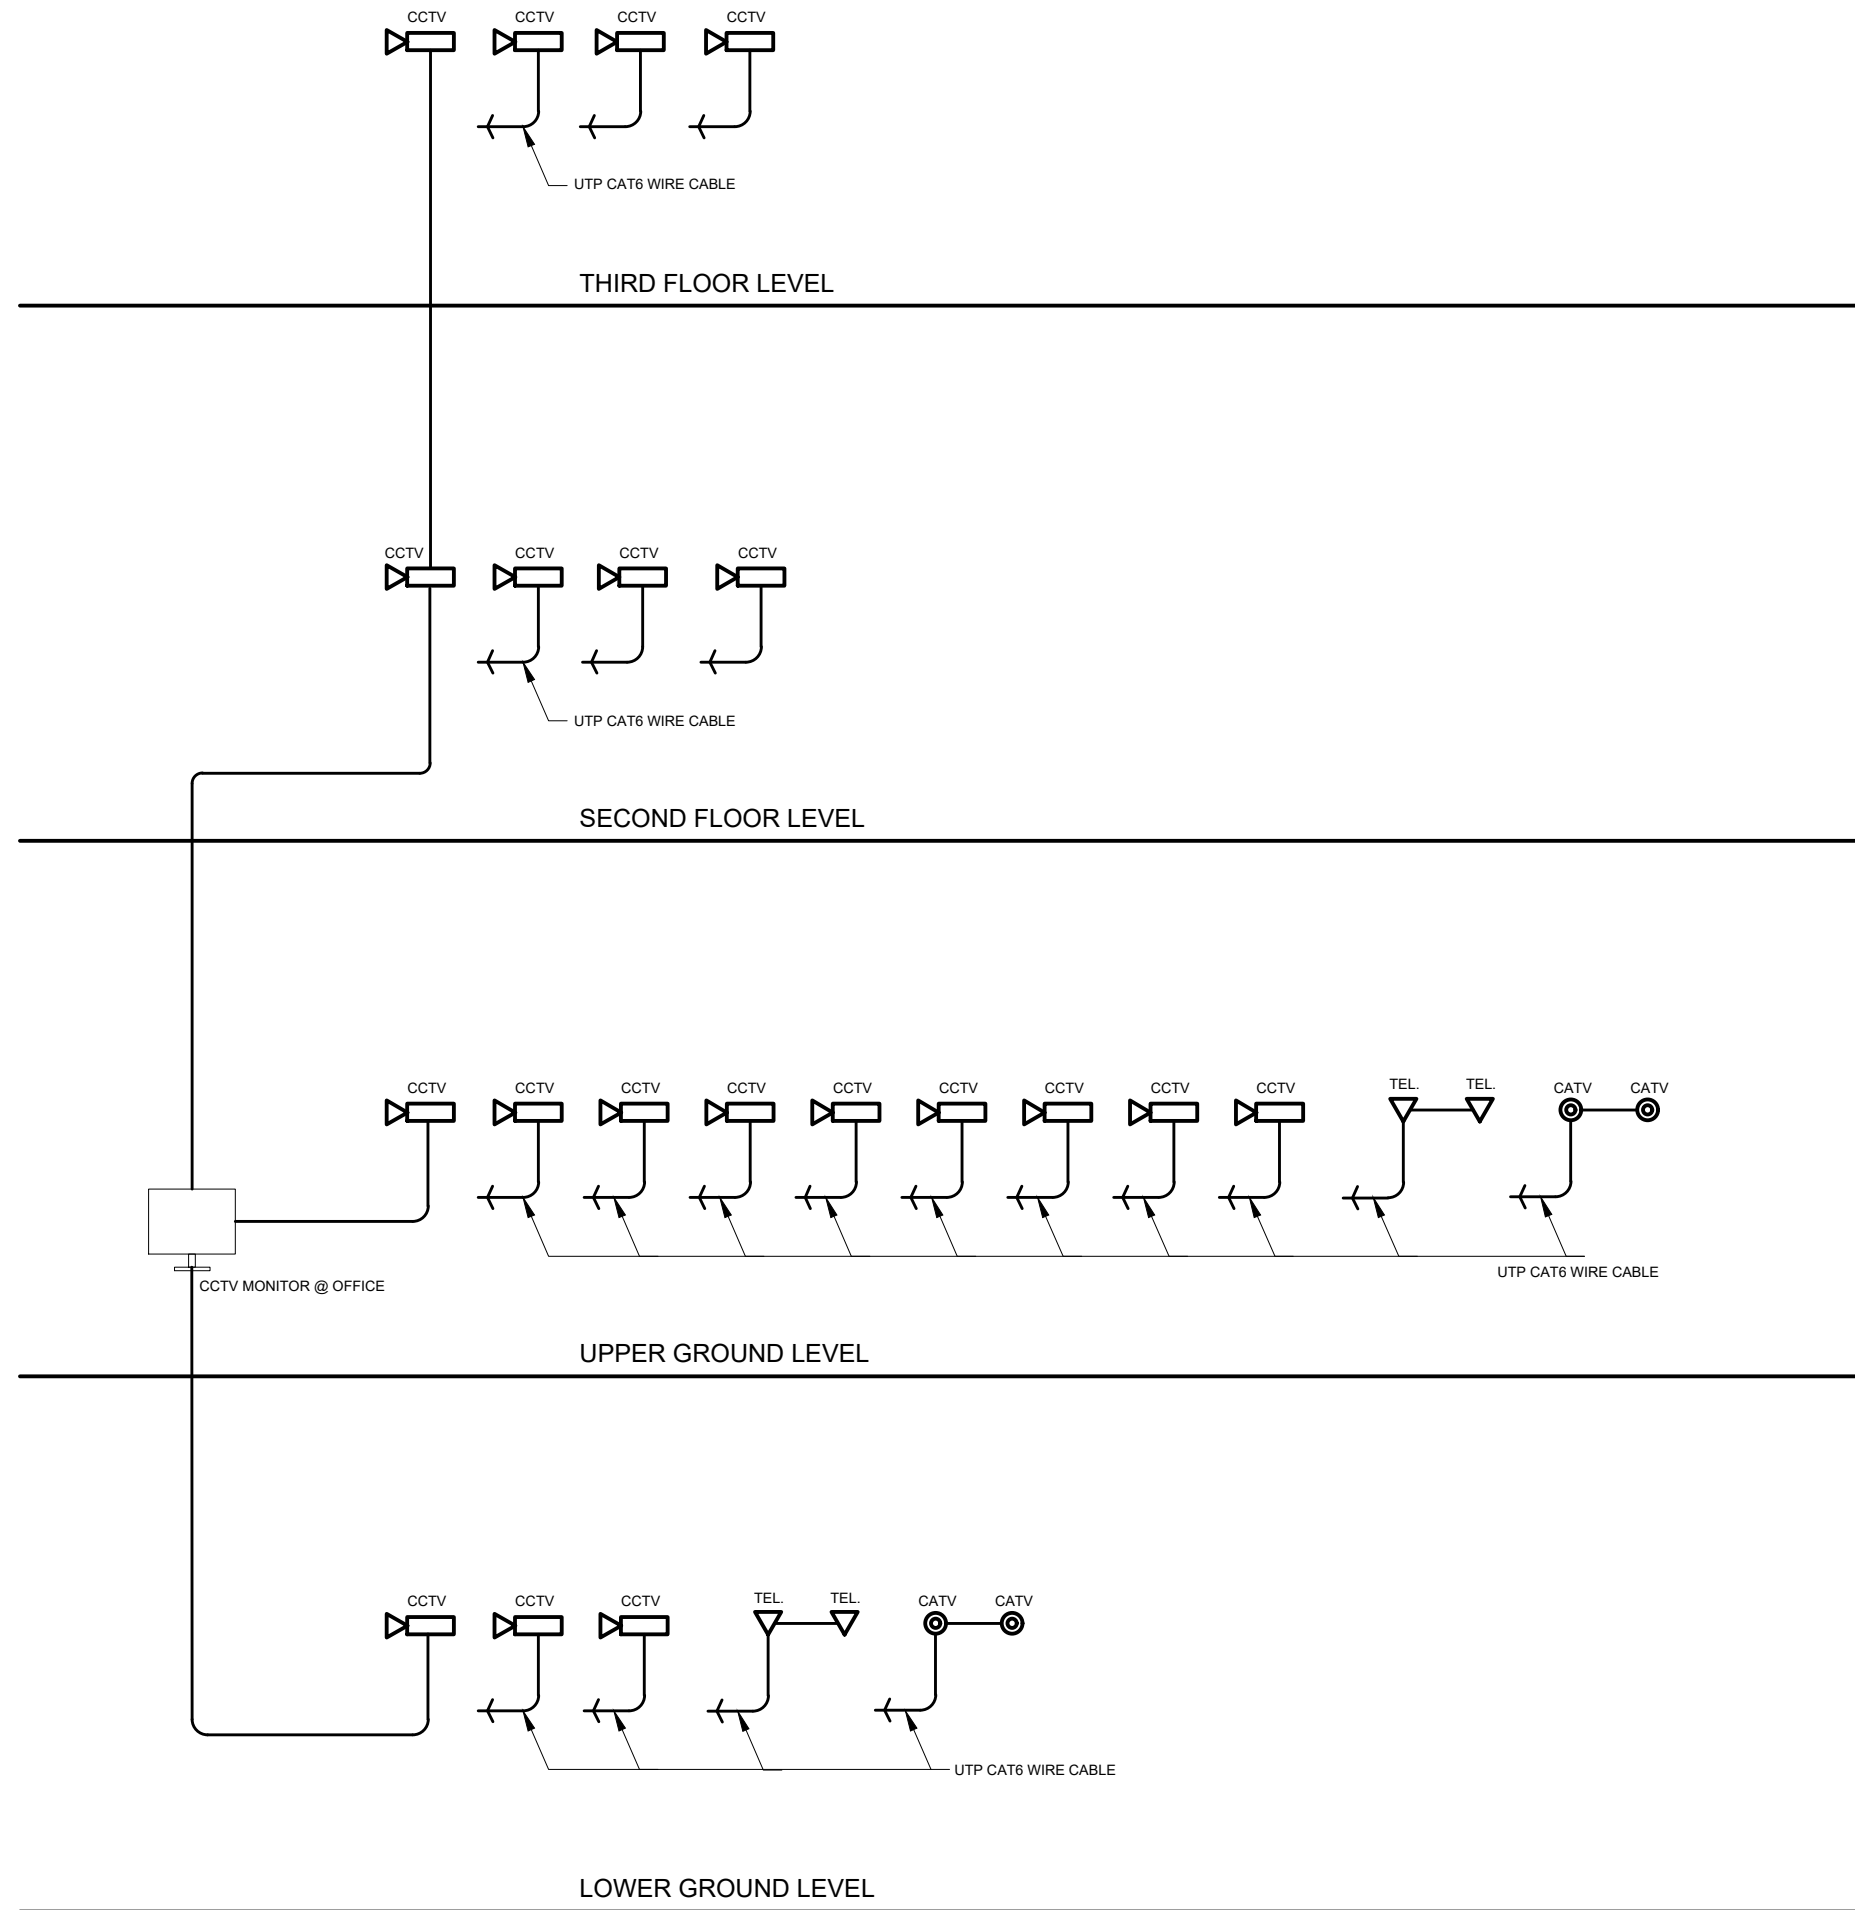 CCTV CCTV CCTV CCTV
UTP CAT6 WIRE CABLE
THIRD FLOOR LEVEL
CCTV CCTV CCTV CCTV
UTP CAT6 WIRE CABLE
SECOND FLOOR LEVEL
CCTV CCTV CCTV CCTV CCTV CCTV CCTV CCTV CCTV TEL. TEL. CATV CATV
UTP CAT6 WIRE CABLE
CCTV MONITOR @ OFFICE
UPPER GROUND LEVEL
CCTV CCTV CCTV TEL. TEL. CATV CATV
UTP CAT6 WIRE CABLE
LOWER GROUND LEVEL